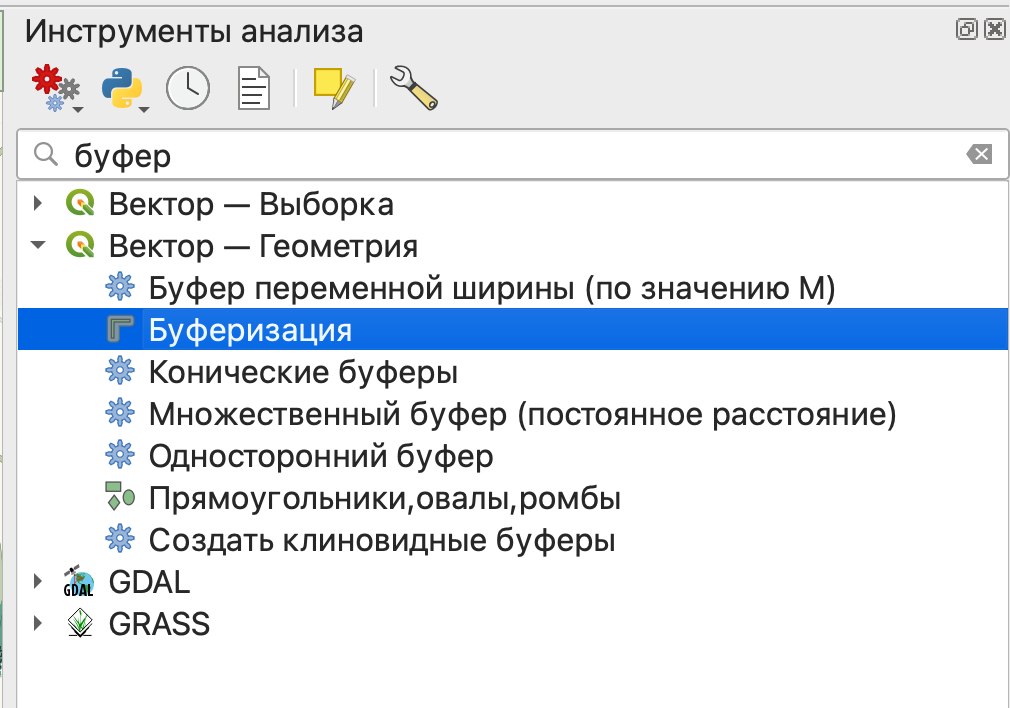 Инструменты анализа
буфер
Вектор — Выборка
Вектор — Геометрия
Буфер переменной ширины (по значению M)
Буферизация
Конические буферы
Множественный буфер (постоянное расстояние)
Односторонний буфер
Прямоугольники,овалы,ромбы
Создать клиновидные буферы
GDAL GDAL
GRASS